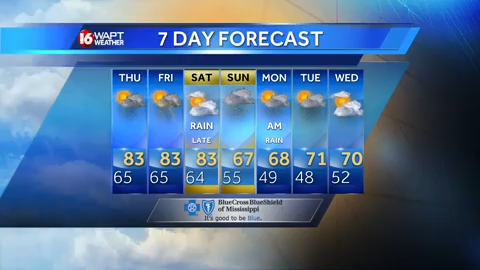 16 WAPT
WEATHER
7 DAY FORECAST
THU FRI SAT SUN MON TUE WED
RAIN AM
LATE RAIN
83 83 83 67 68 71 70
65 65 64 55 49 48 52
BlueCross BlueShield
of Mississippi
It's good to be Blue.